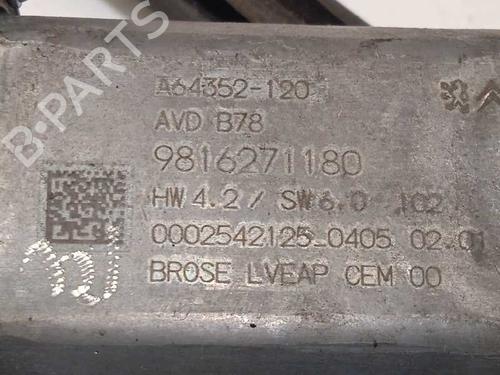 A64352-120
AVD B78
9816271180
HW 4.2 / SW 6.0 102
0002542125_0405 02.01
BROSE LVEAP CEM 00
B-PARTS